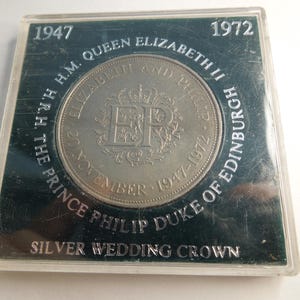 1947 1972
H.M. QUEEN ELIZABETH II
H.R.H THE PRINCE PHILIP DUKE OF EDINBURGH
ELIZABETH AND PHILIP
E R
20 NOVEMBER · 1947-1972
SILVER WEDDING CROWN